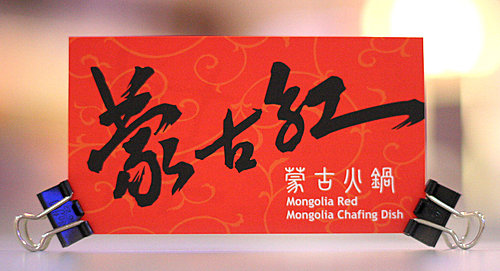 蒙古紅
蒙古火鍋
Mongolia Red
Mongolia Chafing Dish